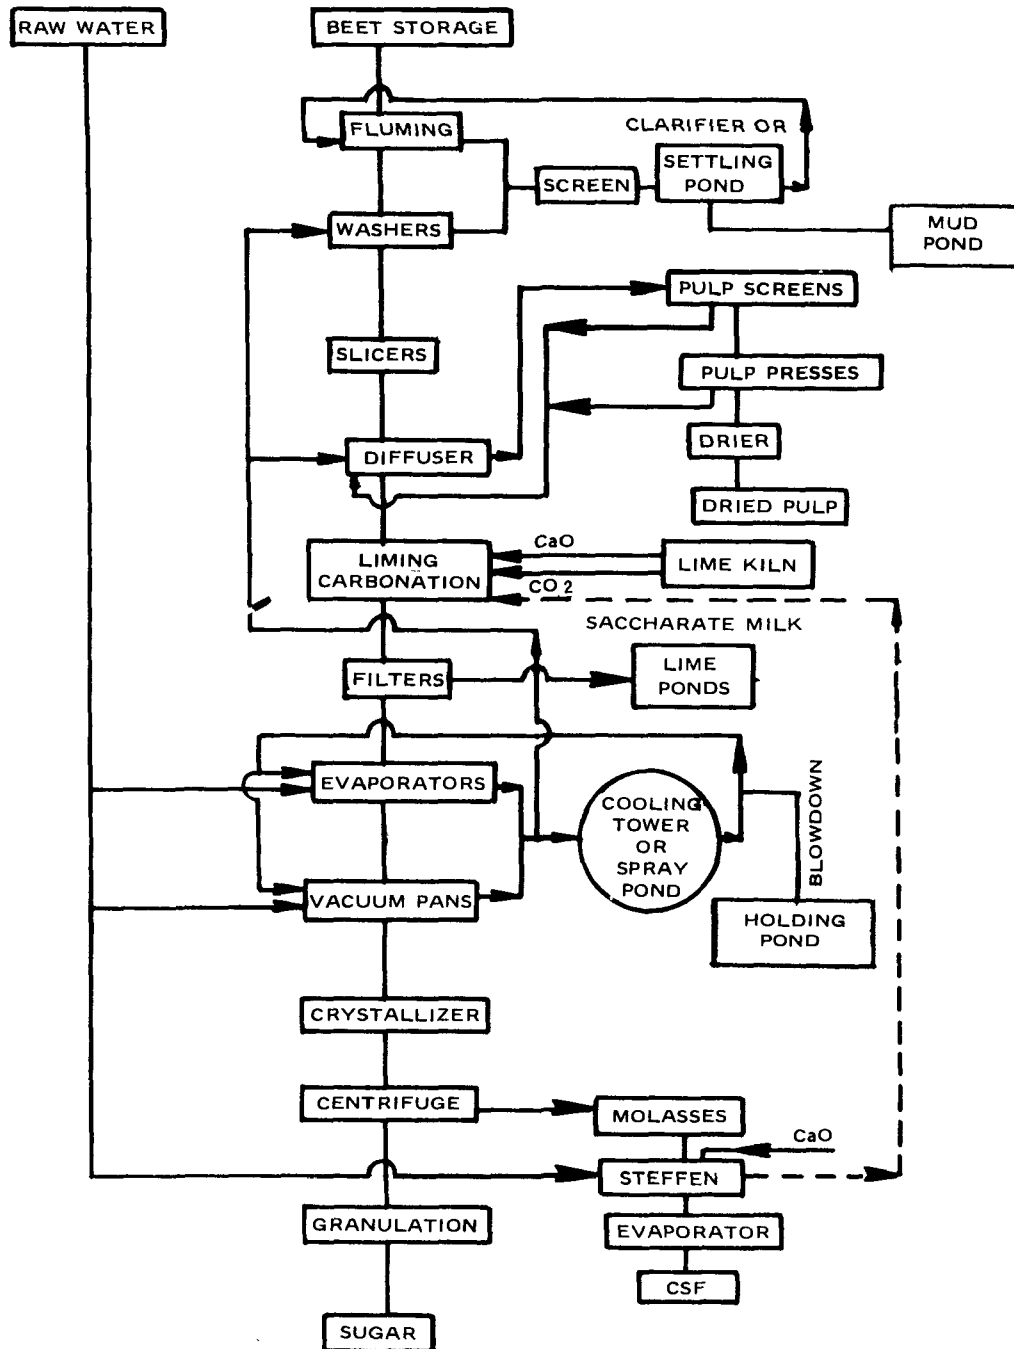 RAW WATER
BEET STORAGE
FLUMING
CLARIFIER OR
SETTLING
POND
SCREEN
WASHERS
MUD
POND
PULP SCREENS
SLICERS
PULP PRESSES
DRIER
DIFFUSER
DRIED PULP
CaO
LIMING
CARBONATION
LIME KILN
CO2
SACCHARATE MILK
FILTERS
LIME
PONDS
EVAPORATORS
COOLING
TOWER
OR
SPRAY
POND
BLOWDOWN
VACUUM PANS
HOLDING
POND
CRYSTALLIZER
CENTRIFUGE
MOLASSES
CaO
STEFFEN
GRANULATION
EVAPORATOR
CSF
SUGAR